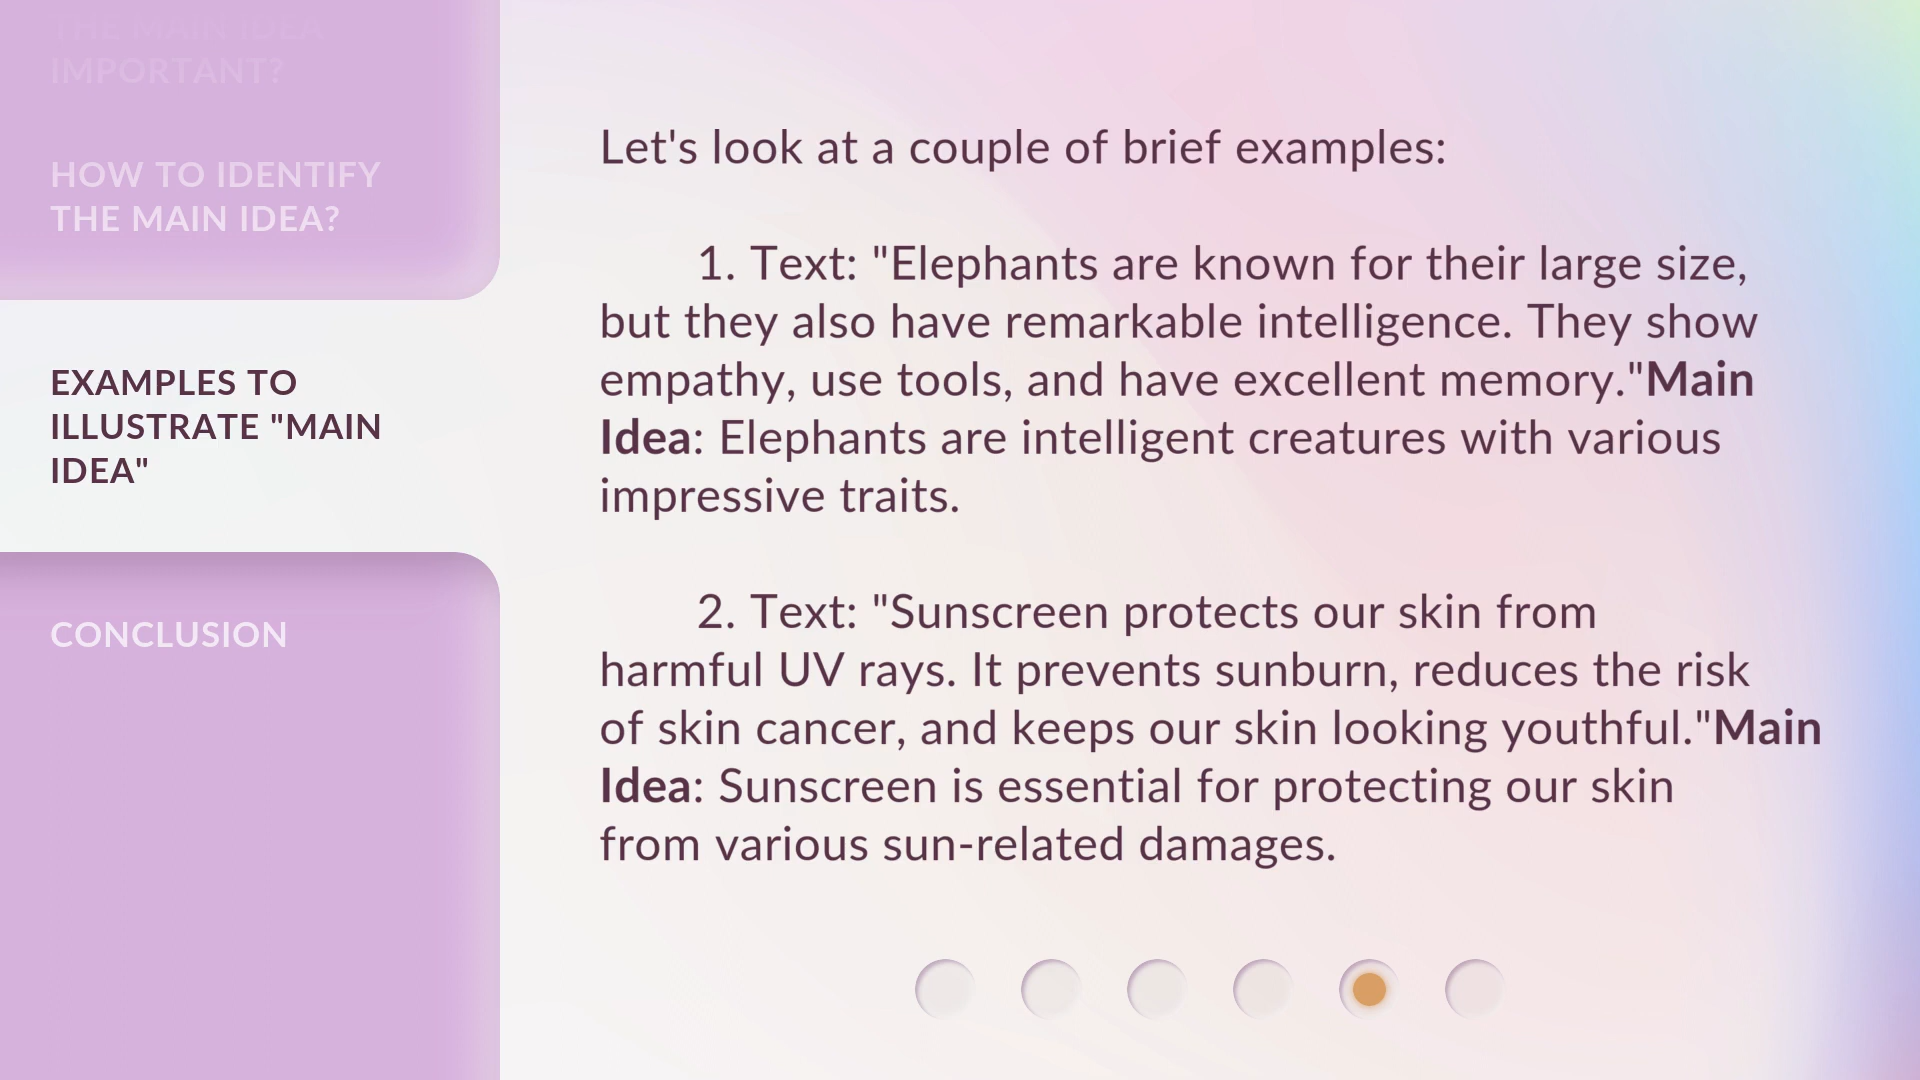 THE MAIN IDEA
IMPORTANT?
HOW TO IDENTIFY
THE MAIN IDEA?
EXAMPLES TO
ILLUSTRATE "MAIN
IDEA"
CONCLUSION
Let's look at a couple of brief examples:
1. Text: "Elephants are known for their large size,
but they also have remarkable intelligence. They show
empathy, use tools, and have excellent memory."Main
Idea: Elephants are intelligent creatures with various
impressive traits.
2. Text: "Sunscreen protects our skin from
harmful UV rays. It prevents sunburn, reduces the risk
of skin cancer, and keeps our skin looking youthful."Main
Idea: Sunscreen is essential for protecting our skin
from various sun-related damages.